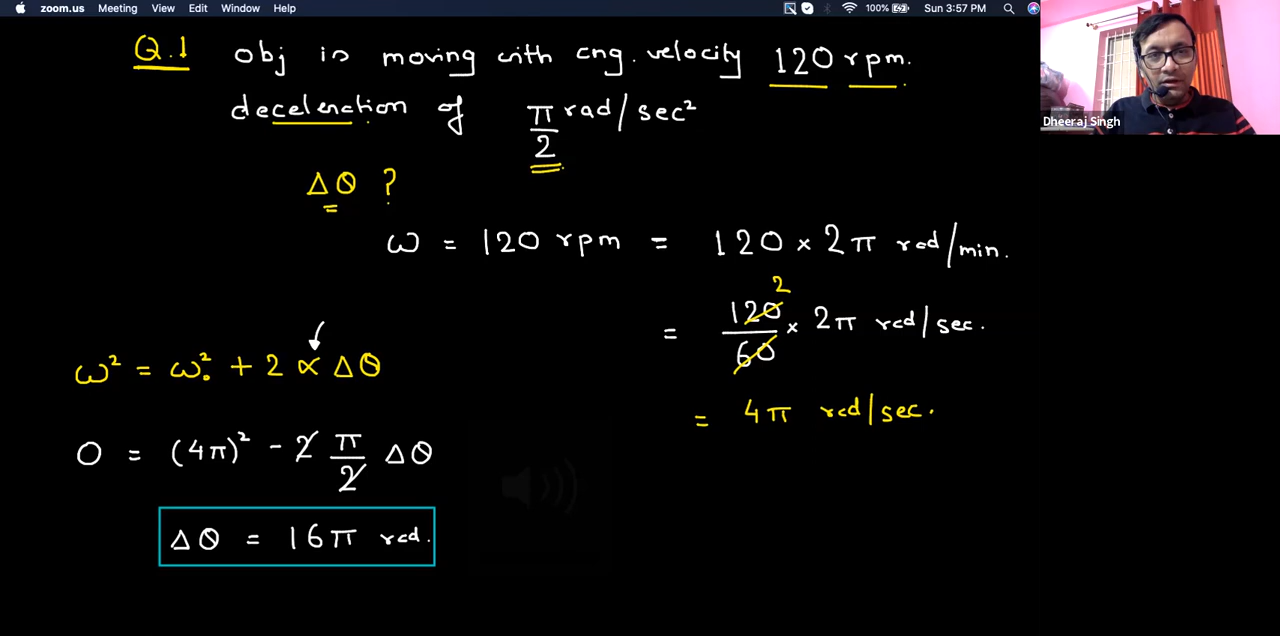 zoom.us Meeting View Edit Window Help 100% Sun 3:57 PM
Q.1 obj is moving with ang. velocity 120 rpm.
deceleration of π/2 rad/sec²
Dheeraj Singh
Δθ ?
ω = 120 rpm = 120 × 2π rad/min.
= 120/60 × 2π rad/sec.
2
= 4π rad/sec.
ω² = ω₀² + 2 ∝ Δθ
0 = (4π)² - 2 π/2 Δθ
Δθ = 16π rad.